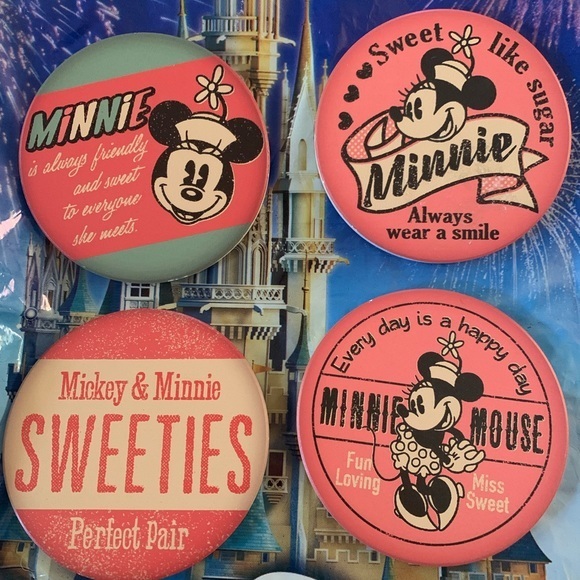 MiNNiE
is always friendly
and sweet
to everyone
she meets.
Sweet like sugar
Minnie
Always
wear a smile
Mickey & Minnie
SWEETIES
Perfect Pair
Every day is a happy day
MINNIE MOUSE
Fun
Loving
Miss
Sweet